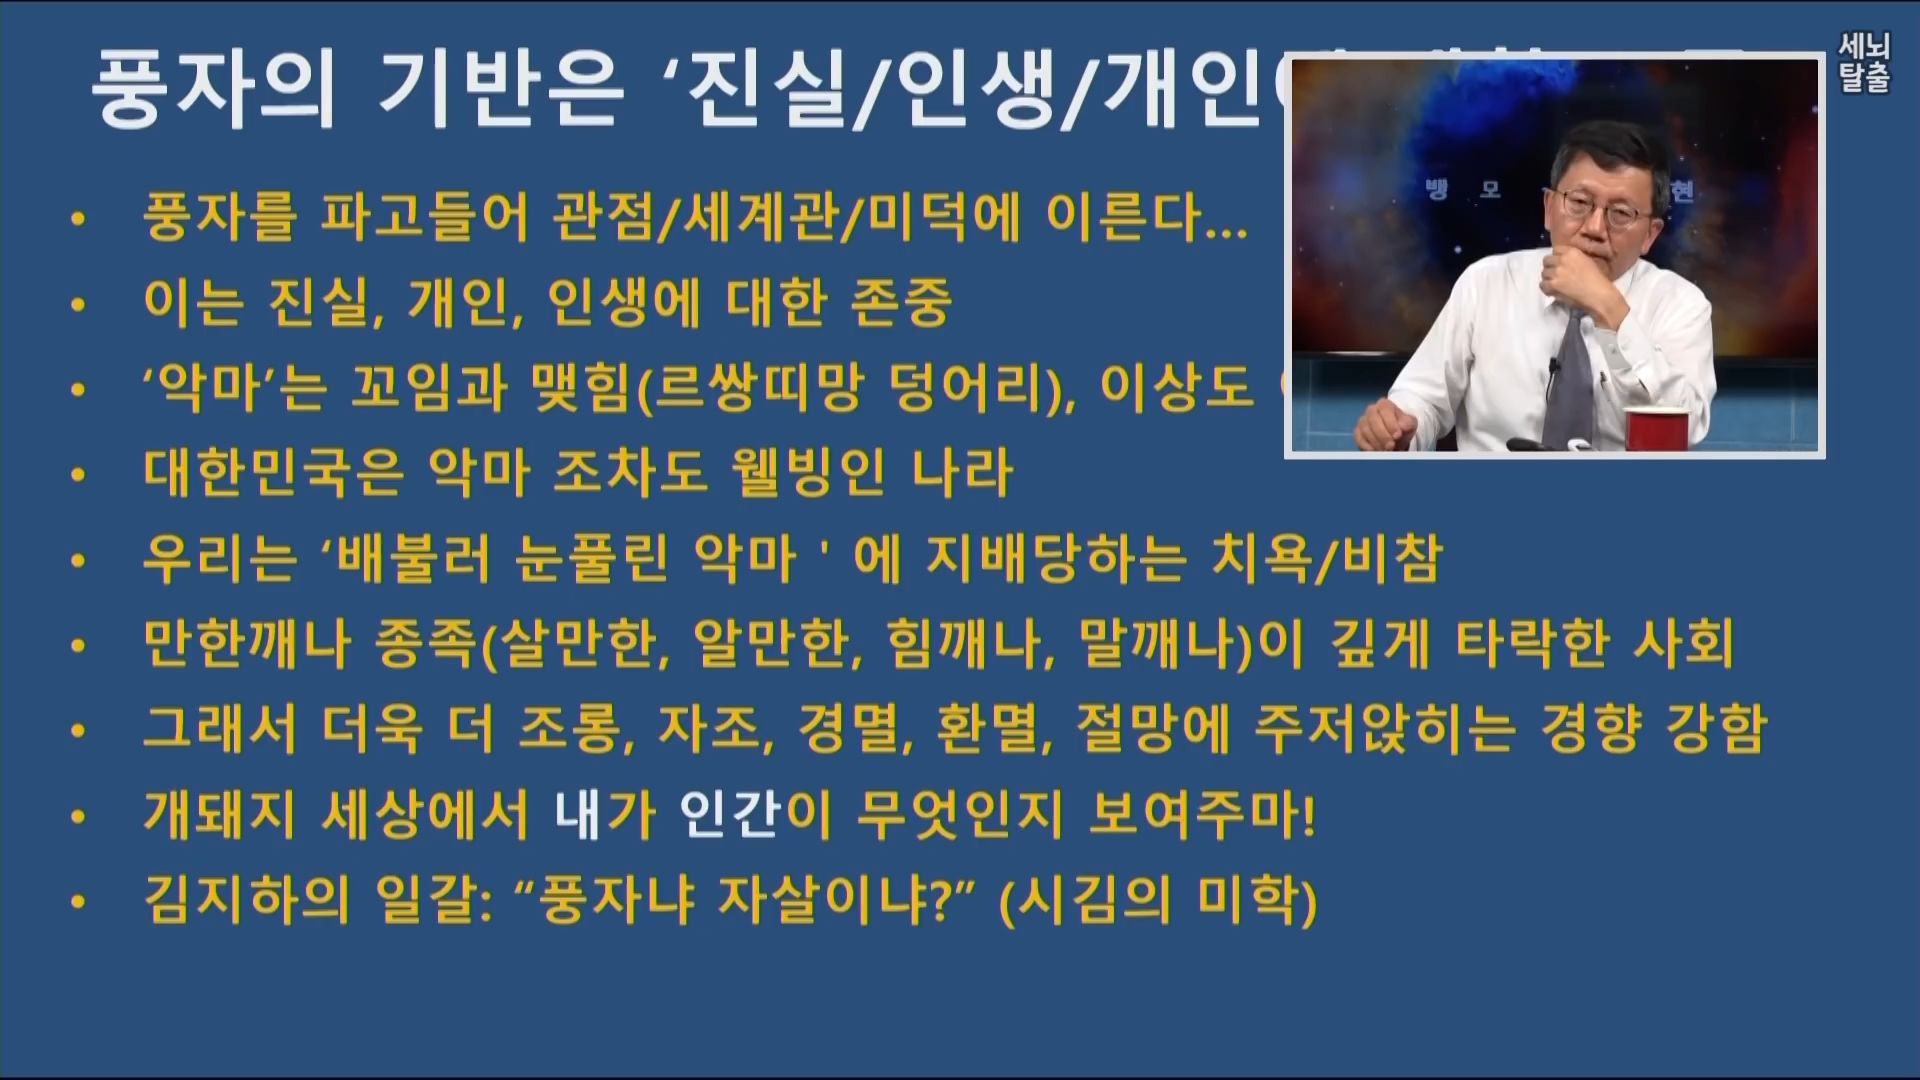 풍자의 기반은 ‘진실/인생/개인
세뇌
탈출
뱅 모 현
• 풍자를 파고들어 관점/세계관/미덕에 이른다...
• 이는 진실, 개인, 인생에 대한 존중
• ‘악마’는 꼬임과 맺힘(르쌍띠망 덩어리), 이상도
• 대한민국은 악마 조차도 웰빙인 나라
• 우리는 ‘배불러 눈풀린 악마 ' 에 지배당하는 치욕/비참
• 만한깨나 종족(살만한, 알만한, 힘깨나, 말깨나)이 깊게 타락한 사회
• 그래서 더욱 더 조롱, 자조, 경멸, 환멸, 절망에 주저앉히는 경향 강함
• 개돼지 세상에서 내가 인간이 무엇인지 보여주마!
• 김지하의 일갈: “풍자냐 자살이냐?” (시김의 미학)